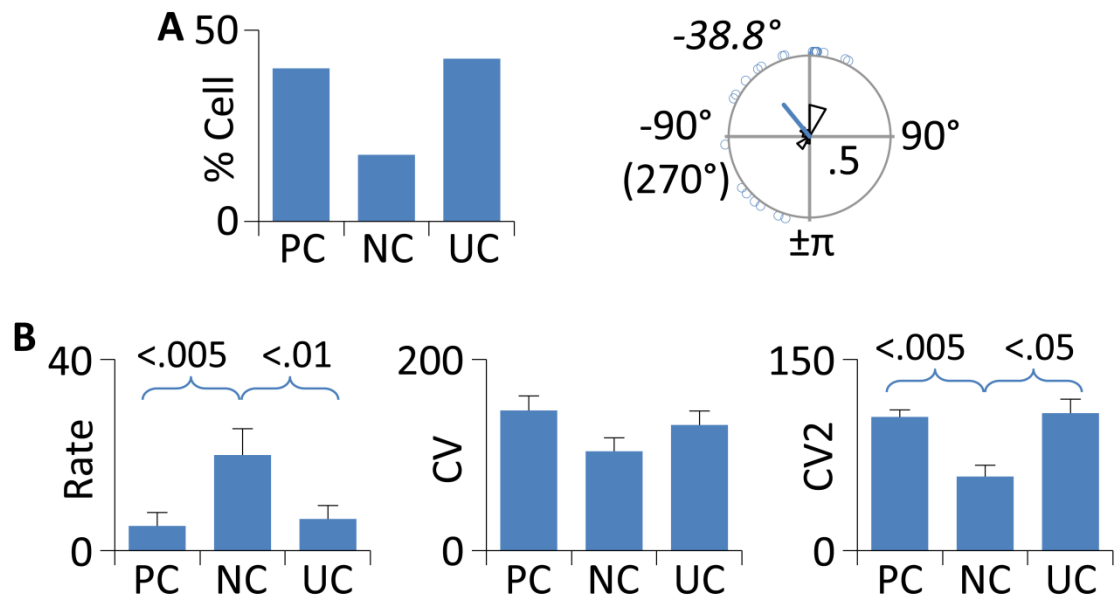 A
50
% Cell
0
PC NC UC
-38.8°
-90°
(270°)
90°
.5
±π
B
40
Rate
0
<.005 <.01
PC NC UC
200
CV
0
PC NC UC
150
CV2
0
<.005 <.05
PC NC UC